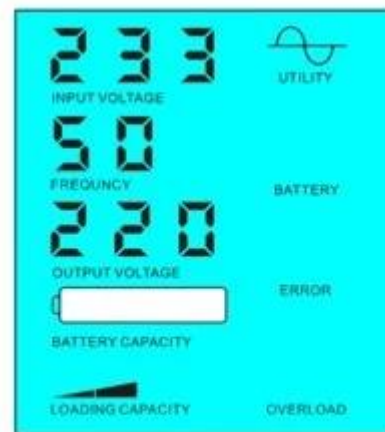 233
UTILITY
INPUT VOLTAGE
50
FREQUNCY
BATTERY
220
OUTPUT VOLTAGE
ERROR
BATTERY CAPACITY
LOADING CAPACITY
OVERLOAD